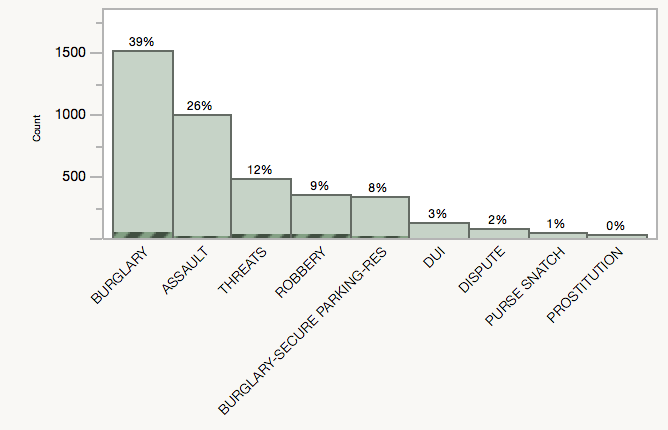 39%
1500
26%
1000
Count
12%
500
9%
8%
3%
2%
1%
0%
BURGLARY
ASSAULT
THREATS
ROBBERY
BURGLARY-SECURE PARKING-RES
DUI
DISPUTE
PURSE SNATCH
PROSTITUTION